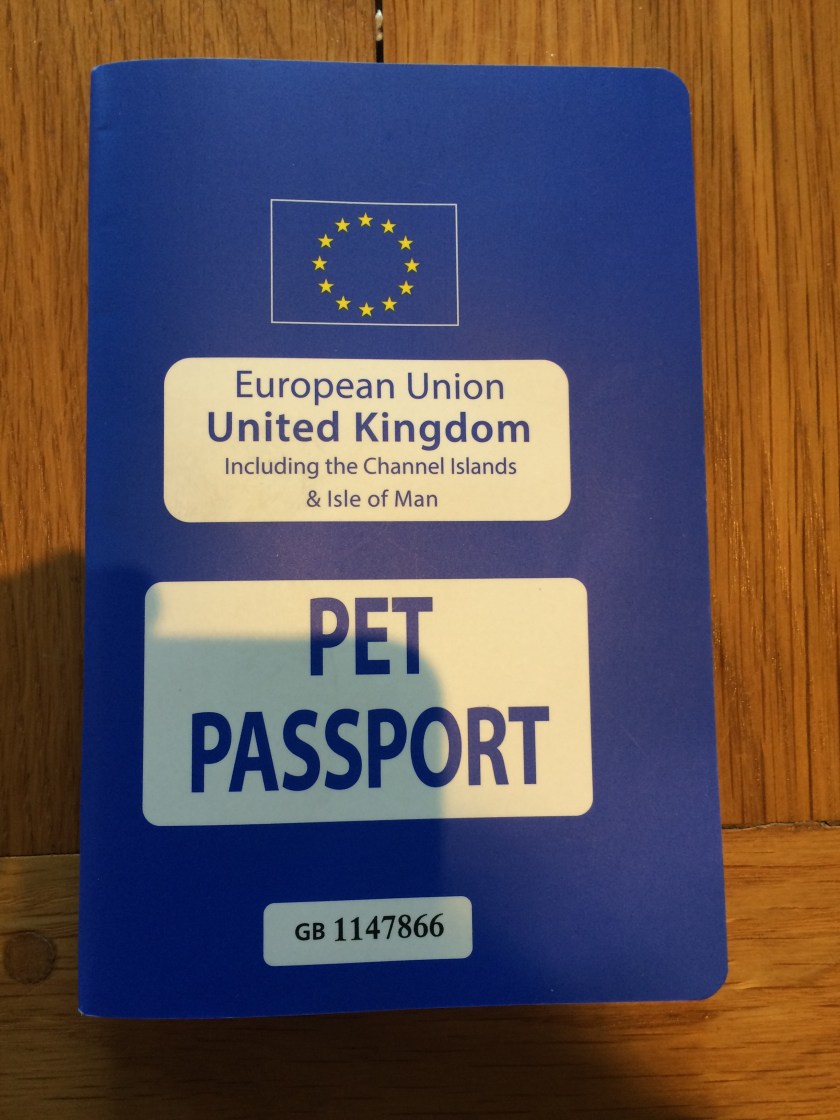 European Union
United Kingdom
Including the Channel Islands
& Isle of Man
PET
PASSPORT
GB 1147866